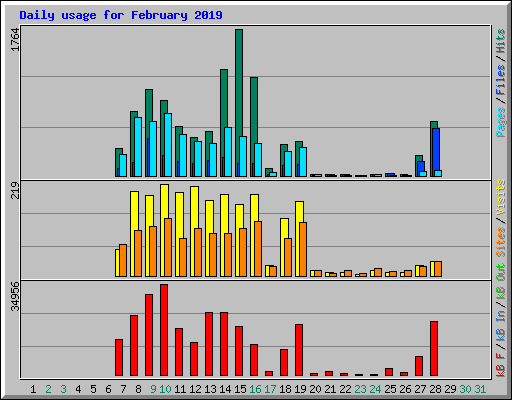 Daily usage for February 2019
1764
219
34956
Pages / Files / Hits
Sites / Visits
kB F / kB In / kB Out
1 2 3 4 5 6 7 8 9 10 11 12 13 14 15 16 17 18 19 20 21 22 23 24 25 26 27 28 29 30 31